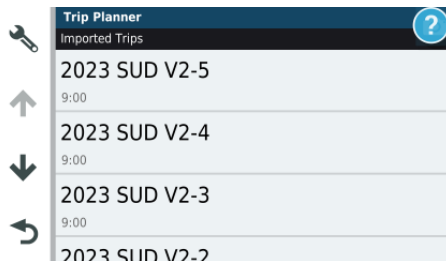 Trip Planner
?
Imported Trips
2023 SUD V2-5
9:00
2023 SUD V2-4
9:00
2023 SUD V2-3
9:00
2023 SUD V2-2